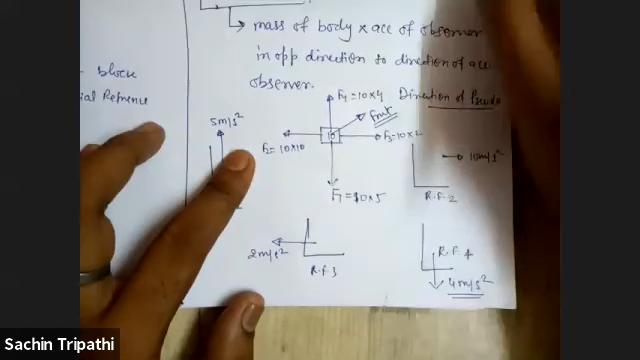 mass of body × acc of observer
in opp direction to direction of acc
observer.
block
ial Reference
Direction of Pseudo
F4=10×4
5m/s²
Fnet
F2=10×10
10
F3=10×2
10m/s²
F1=10×5
R.F.2
2m/s²
R.F.3
R.F.4
4m/s²
Sachin Tripathi